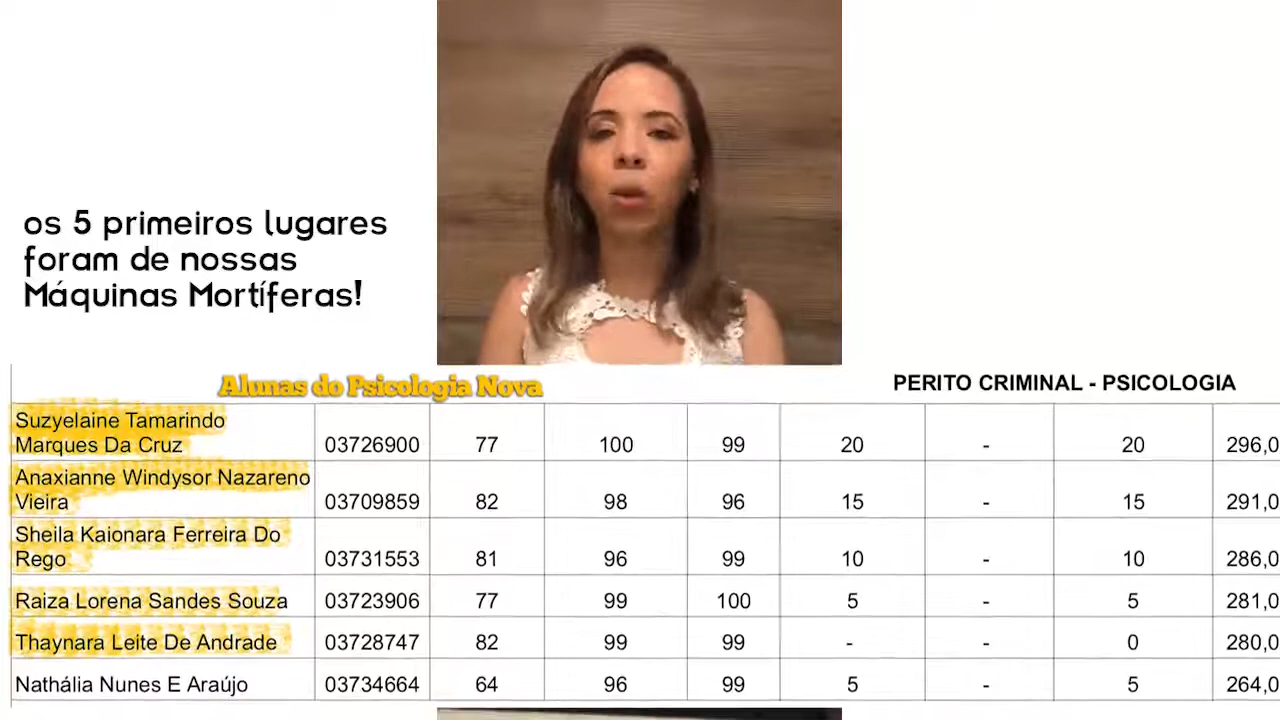 os 5 primeiros lugares
foram de nossas
Máquinas Mortíferas!
Alunas do Psicologia Nova
PERITO CRIMINAL - PSICOLOGIA
Suzyelaine Tamarindo
Marques Da Cruz 03726900 77 100 99 20 - 20 296,0
Anaxianne Windysor Nazareno
Vieira 03709859 82 98 96 15 - 15 291,0
Sheila Kaionara Ferreira Do
Rego 03731553 81 96 99 10 - 10 286,0
Raiza Lorena Sandes Souza 03723906 77 99 100 5 - 5 281,0
Thaynara Leite De Andrade 03728747 82 99 99 - - 0 280,0
Nathália Nunes E Araújo 03734664 64 96 99 5 - 5 264,0